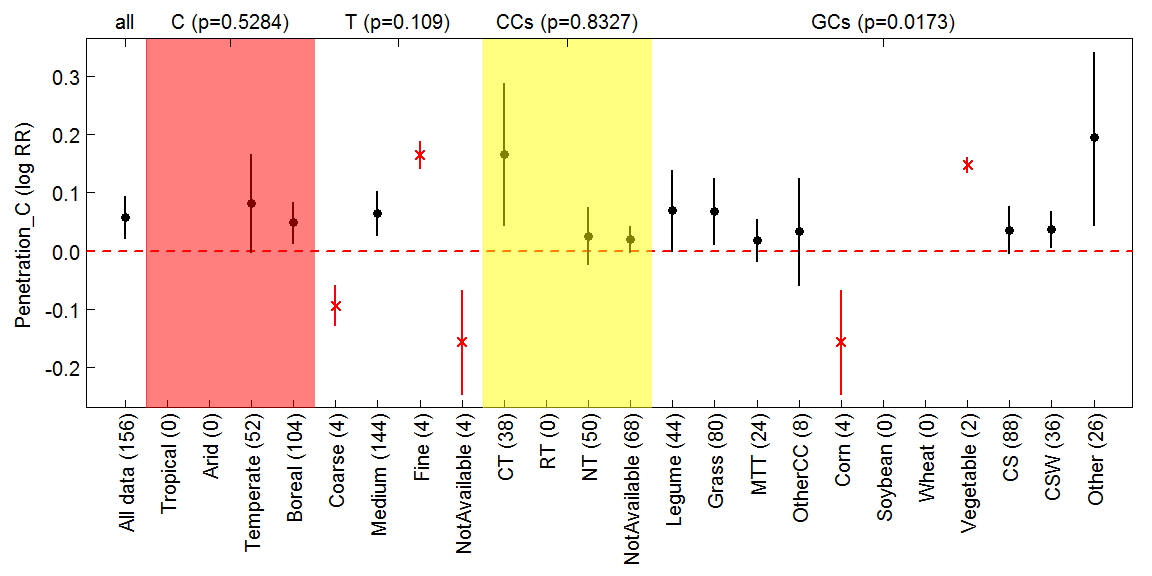 all C (p=0.5284) T (p=0.109) CCs (p=0.8327) GCs (p=0.0173)
Penetration_C (log RR)
0.3
0.2
0.1
0.0
-0.1
-0.2
All data (156)
Tropical (0)
Arid (0)
Temperate (52)
Boreal (104)
Coarse (4)
Medium (144)
Fine (4)
NotAvailable (4)
CT (38)
RT (0)
NT (50)
NotAvailable (68)
Legume (44)
Grass (80)
MTT (24)
OtherCC (8)
Corn (4)
Soybean (0)
Wheat (0)
Vegetable (2)
CS (88)
CSW (36)
Other (26)